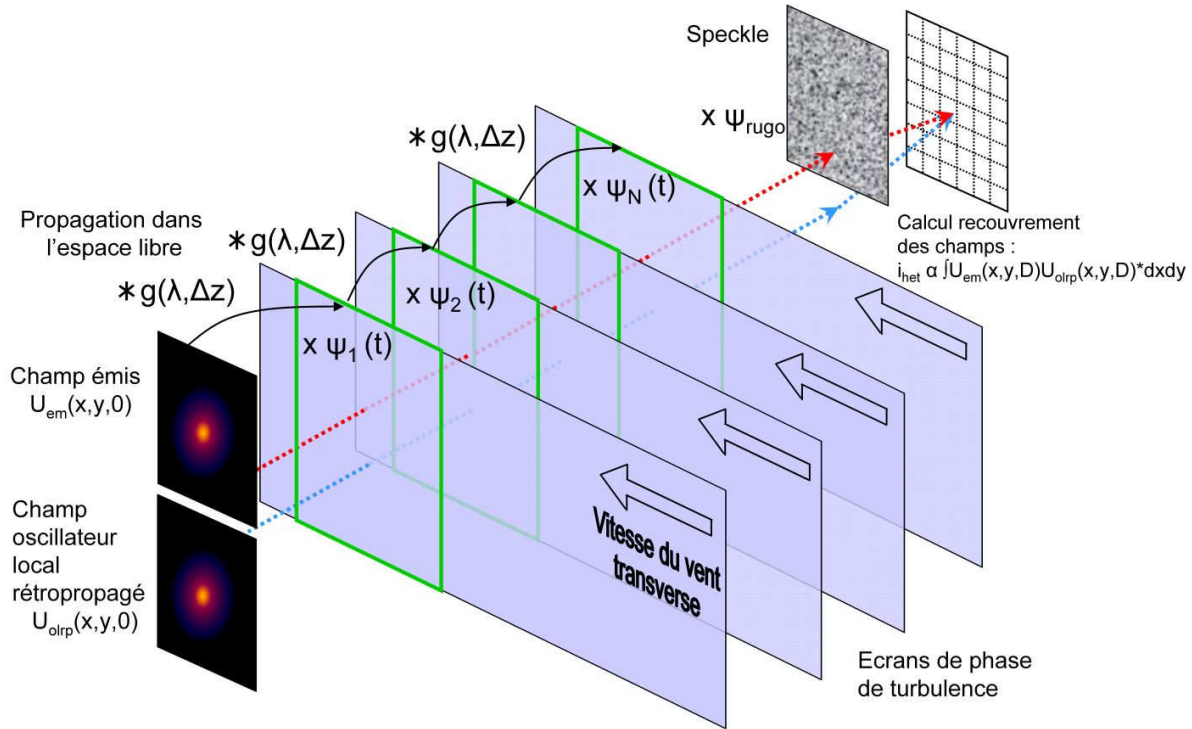 Speckle
x ψrugo
∗g(λ,Δz)
x ψN (t)
Propagation dans
l'espace libre
∗g(λ,Δz)
x ψ2 (t)
∗g(λ,Δz)
x ψ1 (t)
Calcul recouvrement
des champs :
ihet α ∫Uem(x,y,D)Uolrp(x,y,D)*dxdy
Champ émis
Uem(x,y,0)
Champ
oscillateur
local
rétropropagé
Uolrp(x,y,0)
Vitesse du vent
transverse
Ecrans de phase
de turbulence